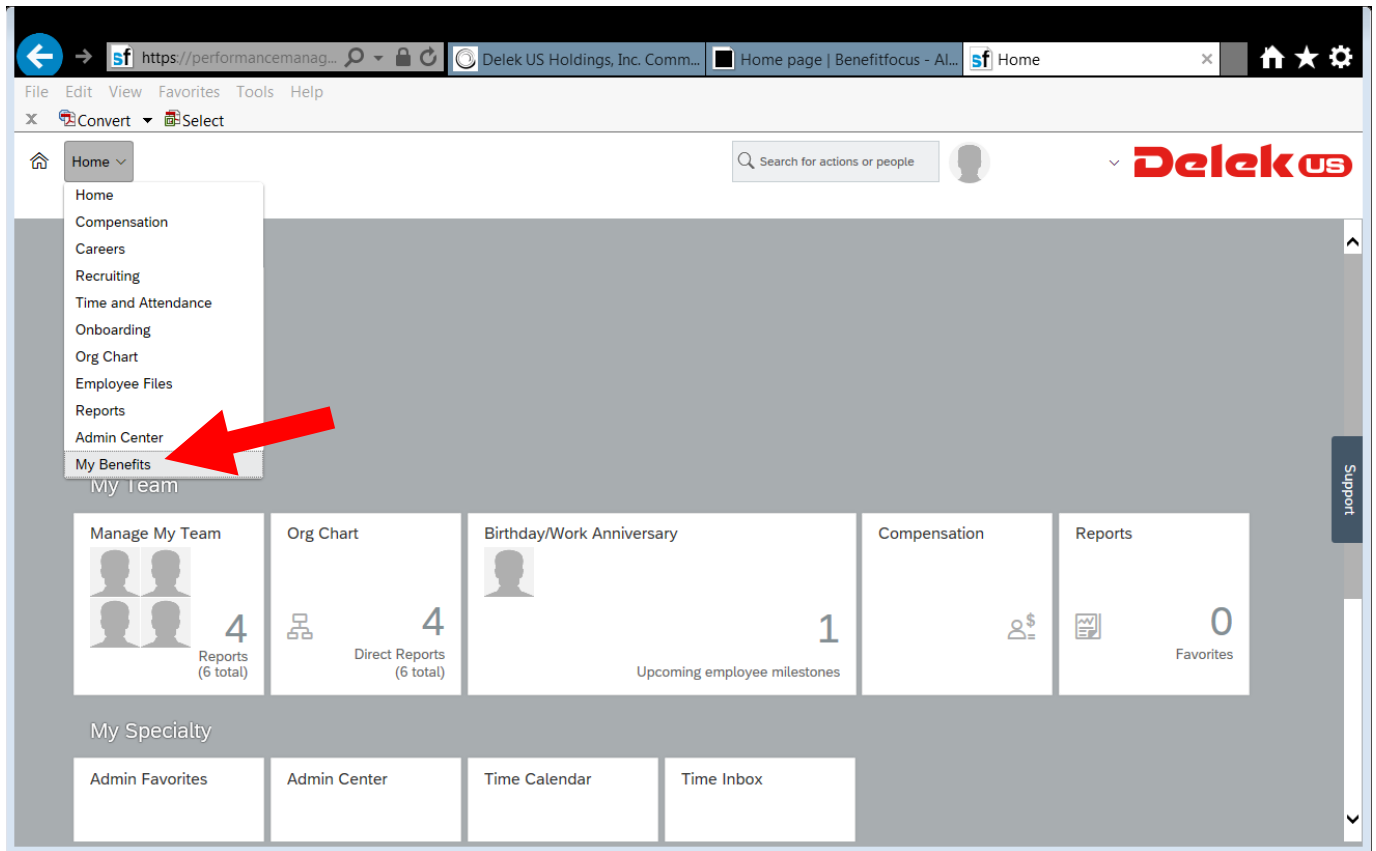 sf https://performancemanag... Delek US Holdings, Inc. Comm... Home page | Benefitfocus - Al... sf Home ×
File Edit View Favorites Tools Help
x Convert Select
Home Search for actions or people Delek US
Home
Compensation
Careers
Recruiting
Time and Attendance
Onboarding
Org Chart
Employee Files
Reports
Admin Center
My Benefits
My Team
Support
Manage My Team Org Chart Birthday/Work Anniversary Compensation Reports
4 4 1 0
Reports Direct Reports Upcoming employee milestones Favorites
(6 total) (6 total)
My Specialty
Admin Favorites Admin Center Time Calendar Time Inbox